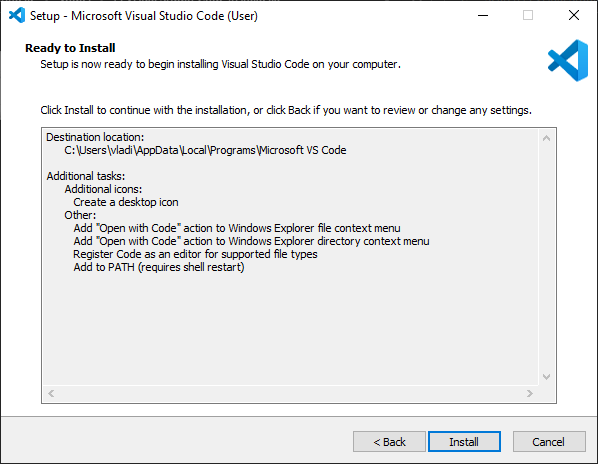 Setup - Microsoft Visual Studio Code (User)
Ready to Install
Setup is now ready to begin installing Visual Studio Code on your computer.
Click Install to continue with the installation, or click Back if you want to review or change any settings.
Destination location:
C:\Users\vladi\AppData\Local\Programs\Microsoft VS Code
Additional tasks:
Additional icons:
Create a desktop icon
Other:
Add "Open with Code" action to Windows Explorer file context menu
Add "Open with Code" action to Windows Explorer directory context menu
Register Code as an editor for supported file types
Add to PATH (requires shell restart)
< Back Install Cancel